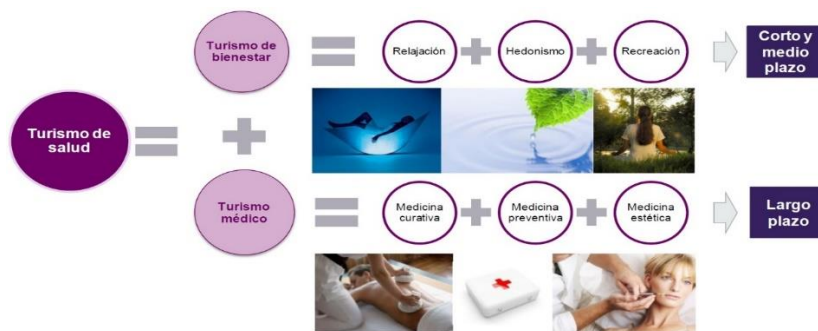 Turismo de
bienestar
Relajación
Hedonismo
Recreación
Corto y
medio
plazo
Turismo de
salud
Turismo
médico
Medicina
curativa
Medicina
preventiva
Medicina
estética
Largo
plazo